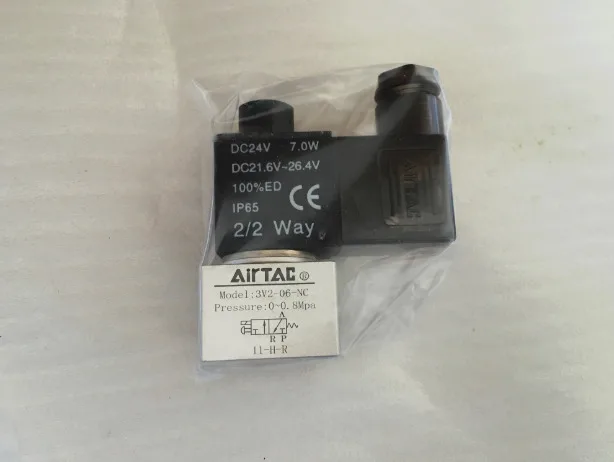 DC24V 7.0W
DC21.6V~26.4V
100%ED
IP65
CE
2/2 Way
AirTAC
AirTAC ®
Model:3V2-06-NC
Pressure:0~0.8Mpa
A
R P
11-H-R